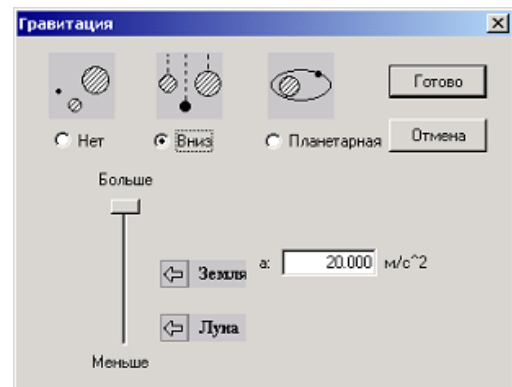 Гравитация
Готово
Нет
Вниз
Планетарная
Отмена
Больше
Земля
a: 20.000 м/с^2
Луна
Меньше